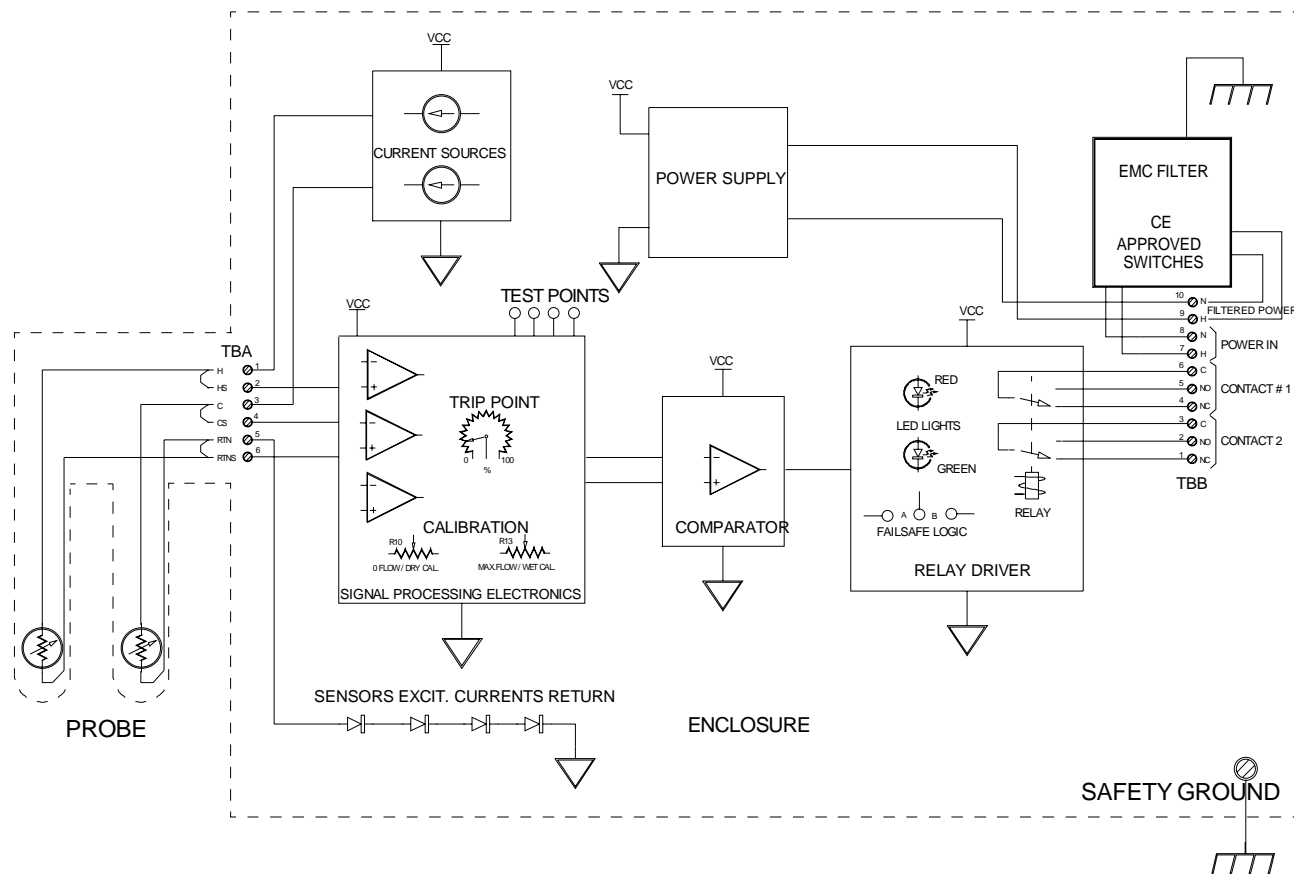 VCC
CURRENT SOURCES
VCC
POWER SUPPLY
EMC FILTER
CE
APPROVED
SWITCHES
10 N
FILTERED POWER
9 H
8 N
POWER IN
7 H
6 C
5 NO
CONTACT # 1
4 NC
3 C
2 NO
CONTACT 2
1 NC
TBB
TBA
H 1
HS 2
C 3
CS 4
RTN 5
RTNS 6
VCC
TEST POINTS
- +
- +
- +
TRIP POINT
0 100
%
CALIBRATION
R10
R13
0 FLOW / DRY CAL.
MAX.FLOW / WET CAL.
SIGNAL PROCESSING ELECTRONICS
VCC
- +
COMPARATOR
VCC
RED
LED LIGHTS
GREEN
A B
FAILSAFE LOGIC
RELAY
RELAY DRIVER
SENSORS EXCIT. CURRENTS RETURN
PROBE
ENCLOSURE
SAFETY GROUND